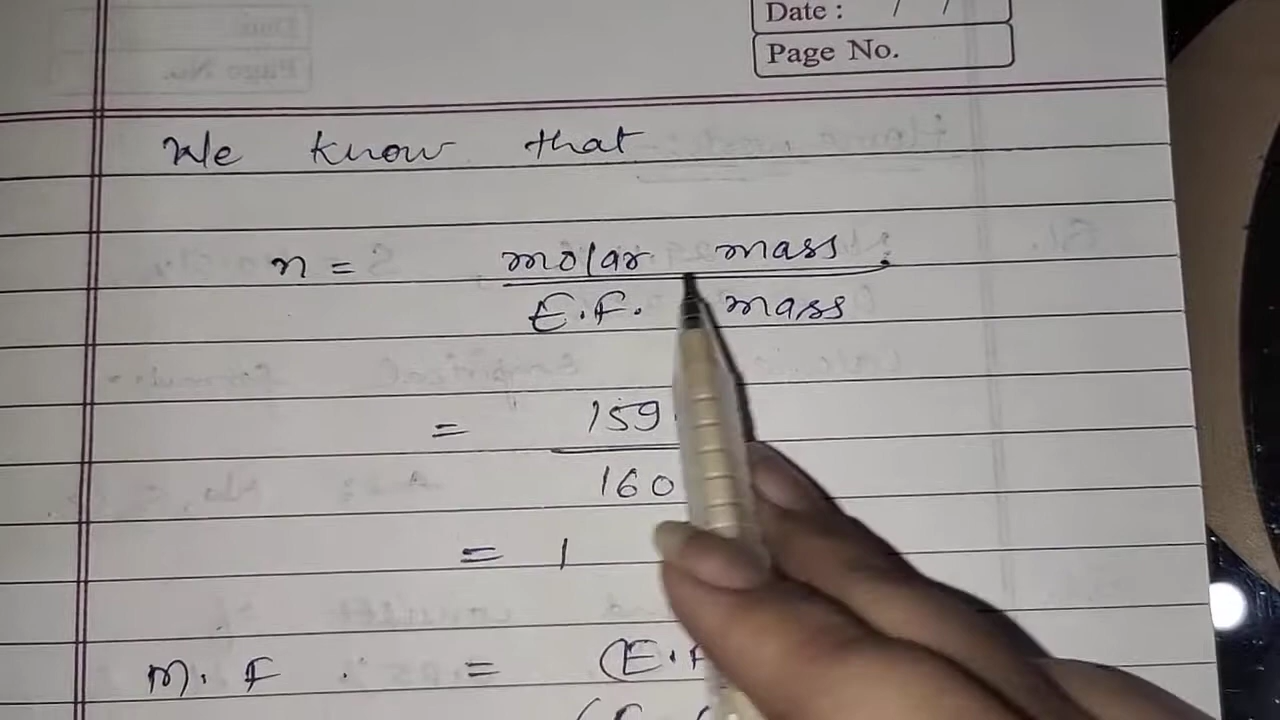 Date : / /
Page No.
We know that
n = molar mass
E.F. mass
= 159.
160
= 1
M.F. = (E.F